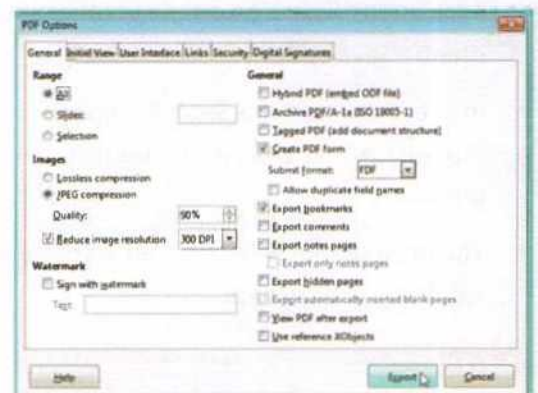 PDF Options
General Initial View User Interface Links Security Digital Signatures
Range
All
Slides:
Selection
Images
Lossless compression
JPEG compression
Quality: 90%
Reduce image resolution 300 DPI
Watermark
Sign with watermark
Text:
General
Hybrid PDF (embed ODF file)
Archive PDF/A-1a (ISO 19005-1)
Tagged PDF (add document structure)
Create PDF form
Submit format: PDF
Allow duplicate field names
Export bookmarks
Export comments
Export notes pages
Export only notes pages
Export hidden pages
Export automatically inserted blank pages
View PDF after export
Use reference XObjects
Help
Export
Cancel